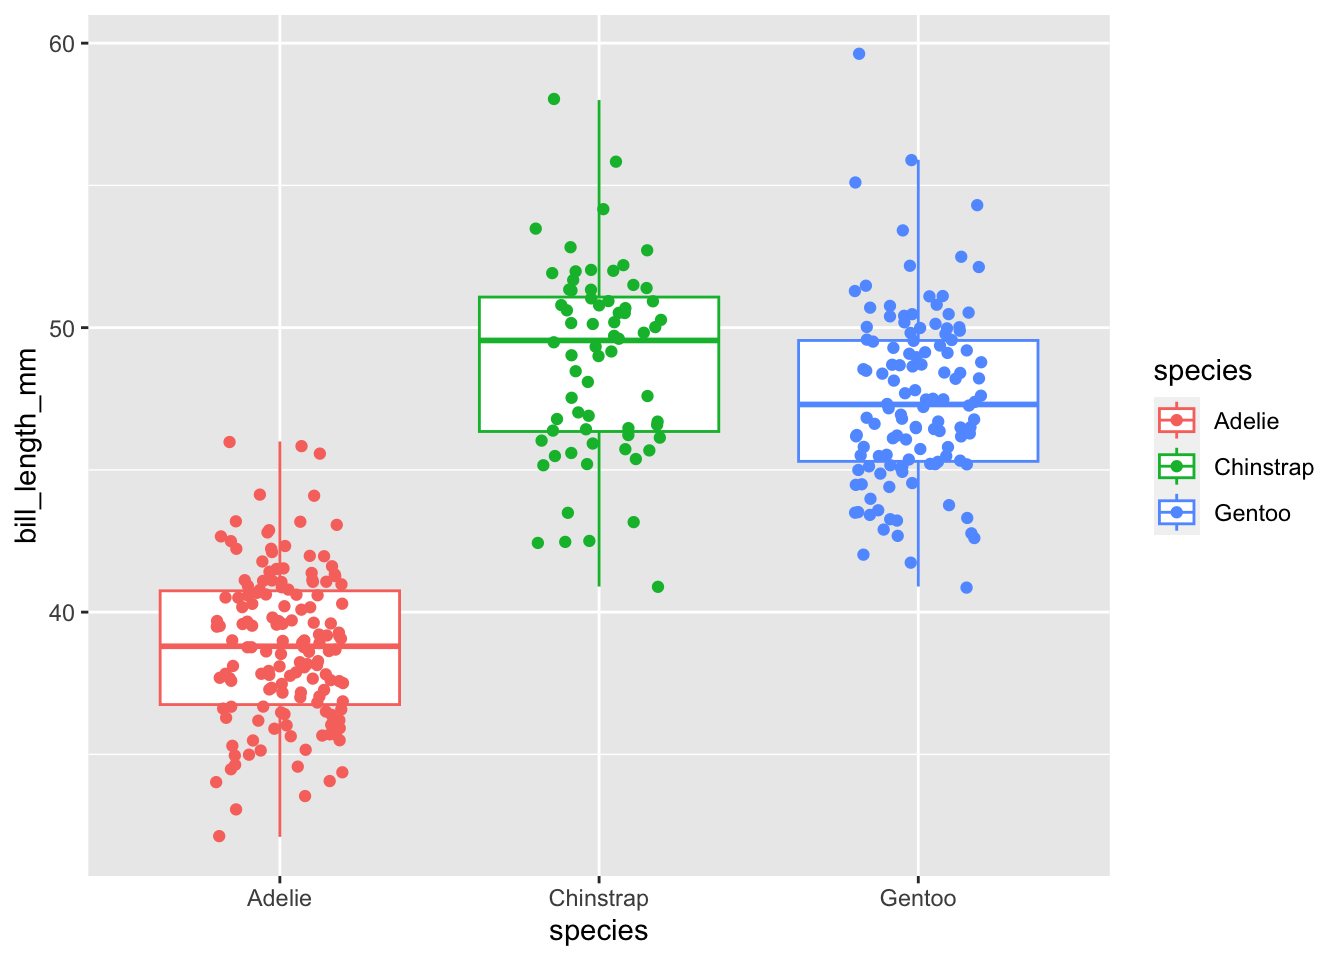 bill_length_mm
60
50
40
Adelie
Chinstrap
Gentoo
species
species
Adelie
Chinstrap
Gentoo